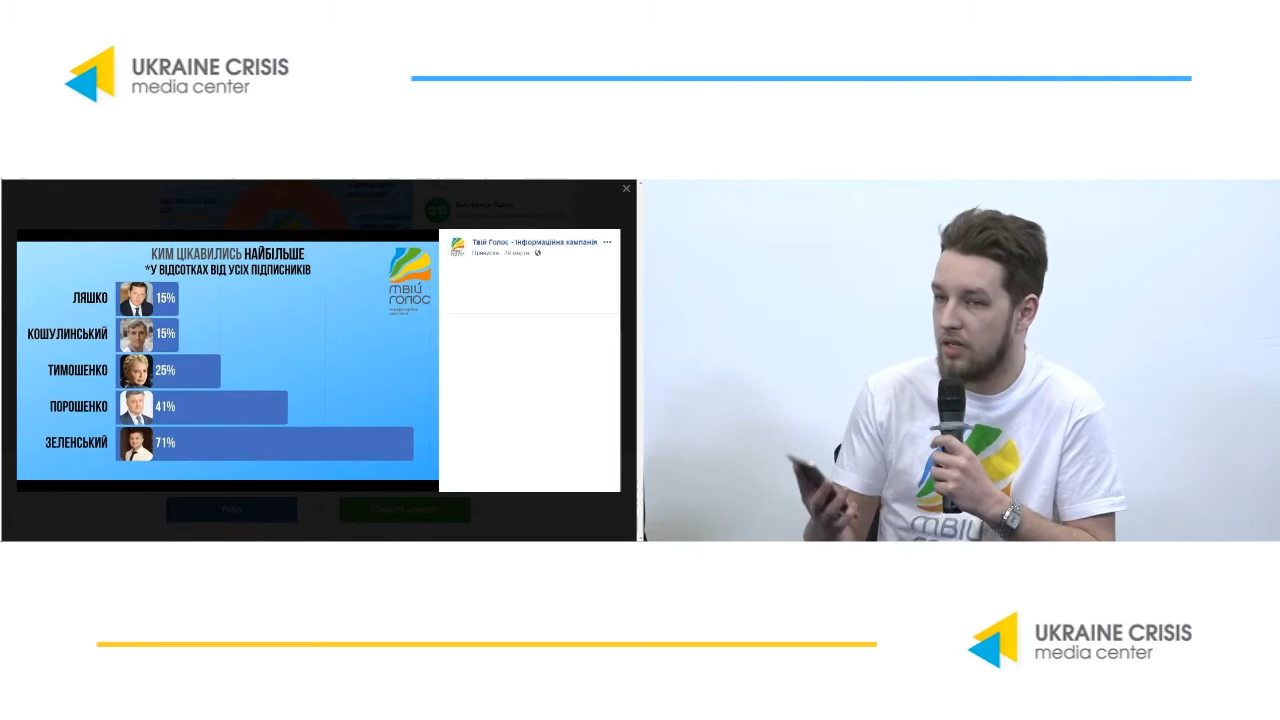 UKRAINE CRISIS
media center
КИМ ЦІКАВИЛИСЬ НАЙБІЛЬШЕ
*У ВІДСОТКАХ ВІД УСІХ ПІДПИСНИКІВ
ЛЯШКО 15%
КОШУЛИНСЬКИЙ 15%
ТИМОШЕНКО 25%
ПОРОШЕНКО 41%
ЗЕЛЕНСЬКИЙ 71%
ТВІЙ
ГОЛОС
Твій Голос - Інформаційна кампанія
ТВІЙ
UKRAINE CRISIS
media center